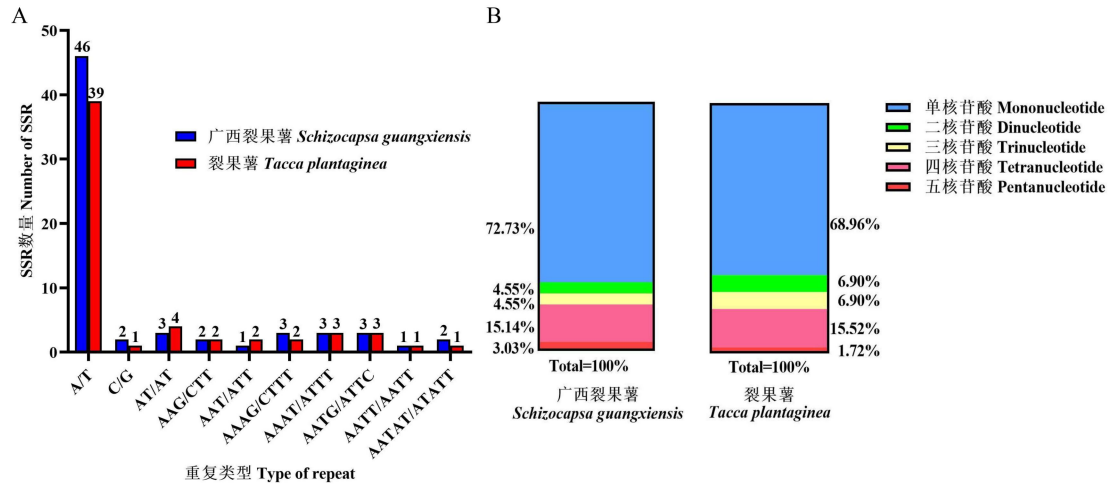 A
B
SSR数量 Number of SSR
50
40
30
20
10
0
46
39
2
1
3
4
2
2
1
2
3
2
3
3
3
3
1
1
2
1
广西裂果薯 Schizocapsa guangxiensis
裂果薯 Tacca plantaginea
A/T
C/G
AT/AT
AAG/CTT
AAT/ATT
AAAG/CTTT
AAAT/ATTT
AATG/ATTC
AATT/AATT
AATAT/ATATT
重复类型 Type of repeat
72.73%
4.55%
4.55%
15.14%
3.03%
Total=100%
广西裂果薯
Schizocapsa guangxiensis
68.96%
6.90%
6.90%
15.52%
1.72%
Total=100%
裂果薯
Tacca plantaginea
单核苷酸 Mononucleotide
二核苷酸 Dinucleotide
三核苷酸 Trinucleotide
四核苷酸 Tetranucleotide
五核苷酸 Pentanucleotide